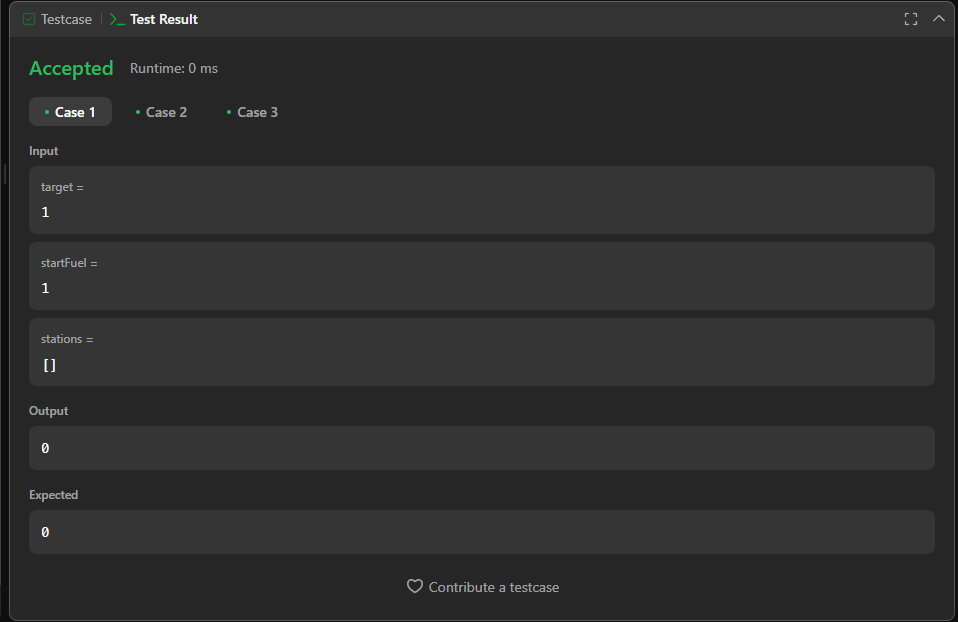 Testcase | >_ Test Result
Accepted Runtime: 0 ms
• Case 1 • Case 2 • Case 3
Input
target =
1
startFuel =
1
stations =
[]
Output
0
Expected
0
Contribute a testcase